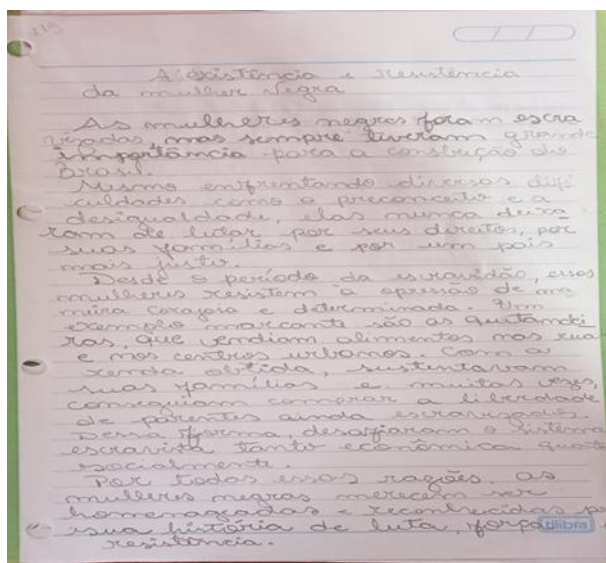 219
A existência e resistência
da mulher Negra
As mulheres negras foram escra
vizadas, mas sempre tiveram grande
importância para a construção do
Brasil.
Mesmo enfrentando diversas difi
culdades como o preconceito e a
desigualdade, elas nunca deixa
ram de lutar por seus direitos, por
suas famílias e por um país
mais justo.
Desde o período da escravidão, essas
mulheres resistem à opressão de ma
neira corajosa e determinada. Um
exemplo marcante são as quitandei
ras, que vendiam alimentos nas rua
e nos centros urbanos. Com a
renda obtida, sustentavam
suas famílias e muitas vezes,
conseguiam comprar a liberdade
de parentes ainda escravizados.
Dessa forma, desafiaram o sistema
escravista tanto econômica quanto
socialmente.
Por todas essas razões, as
mulheres negras merecem ser
homenageadas e reconhecidas po
sua história de luta, força
tilibra
resistência.